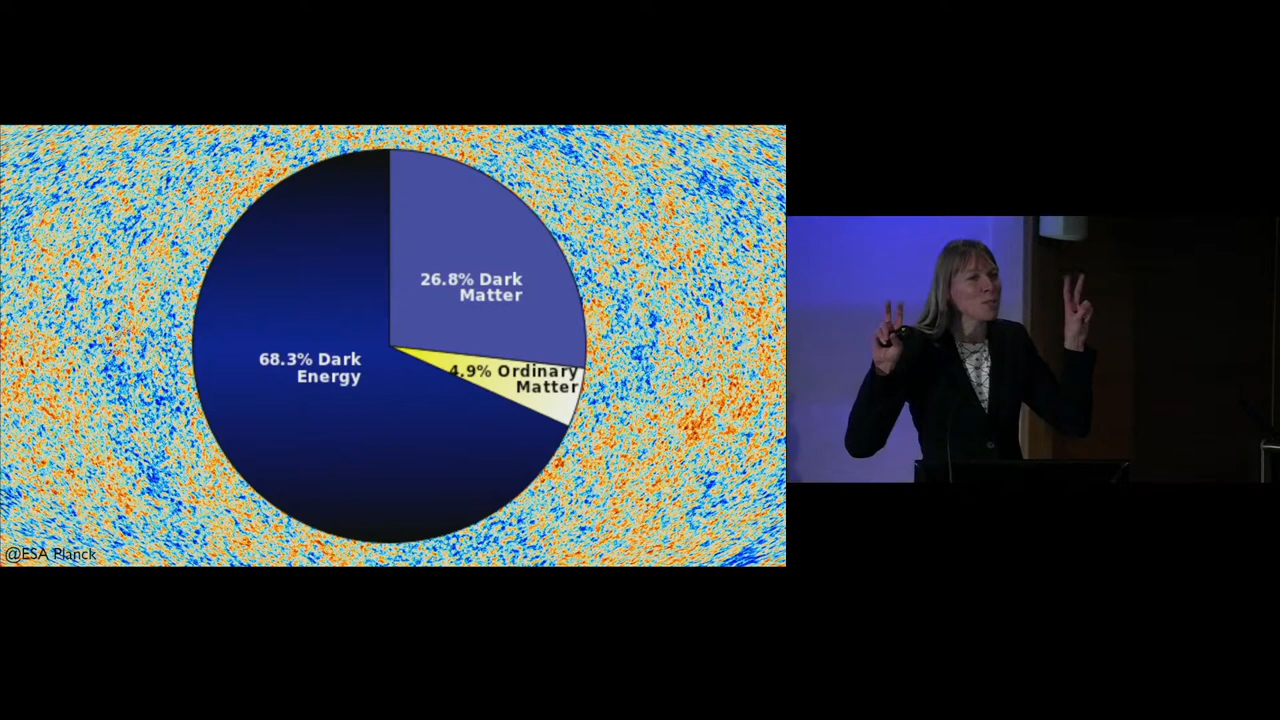 26.8% Dark
Matter
68.3% Dark
Energy
4.9% Ordinary
Matter
@ESA Planck